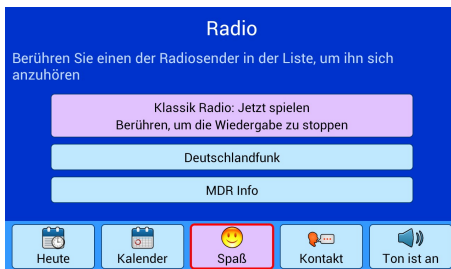 Radio
Berühren Sie einen der Radiosender in der Liste, um ihn sich
anzuhören
Klassik Radio: Jetzt spielen
Berühren, um die Wiedergabe zu stoppen
Deutschlandfunk
MDR Info
Heute
Kalender
Spaß
Kontakt
Ton ist an